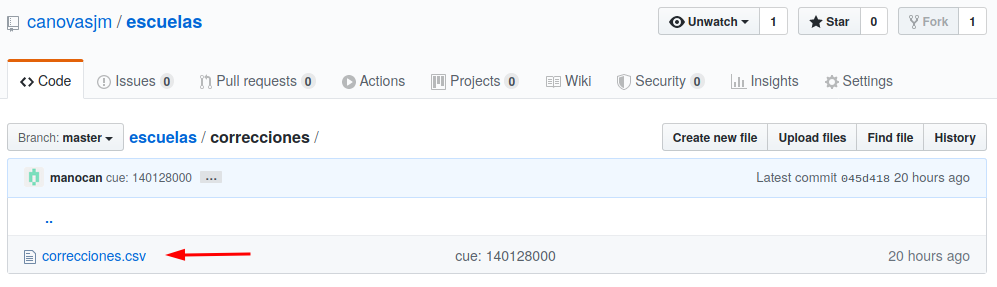 canovasjm / escuelas
Unwatch 1 Star 0 Fork 1
Code Issues 0 Pull requests 0 Actions Projects 0 Wiki Security 0 Insights Settings
Branch: master escuelas / correcciones / Create new file Upload files Find file History
manocan cue: 140128000 ... Latest commit 045d418 20 hours ago
..
correcciones.csv cue: 140128000 20 hours ago